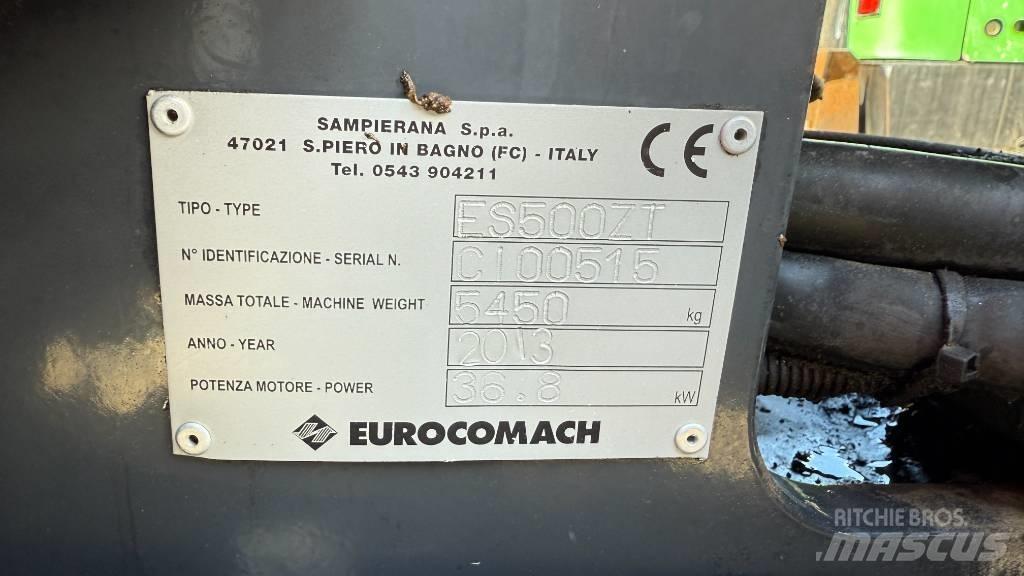 SAMPIERANA S.p.a.
47021 S.PIERO IN BAGNO (FC) - ITALY
Tel. 0543 904211
CE
TIPO - TYPE ES500ZT
N° IDENTIFICAZIONE - SERIAL N. CI00515
MASSA TOTALE - MACHINE WEIGHT 5450 kg
ANNO - YEAR 2013
POTENZA MOTORE - POWER 36.8 kW
EUROCOMACH
RITCHIE BROS.
MASCUS